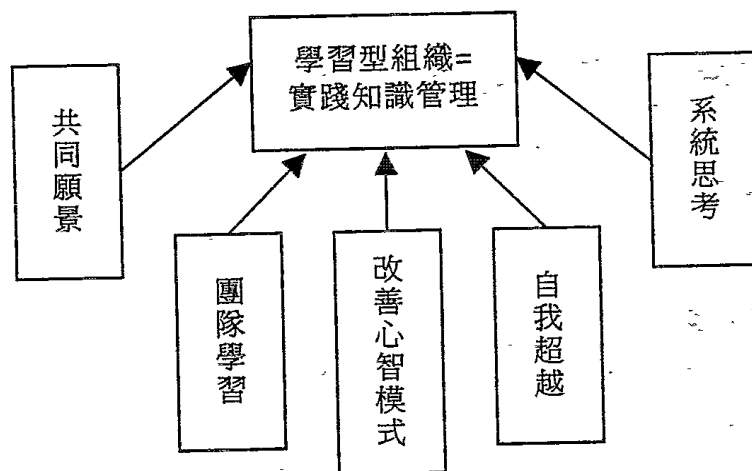 學習型組織=
實踐知識管理
共同願景
團隊學習
改善心智模式
自我超越
系統思考